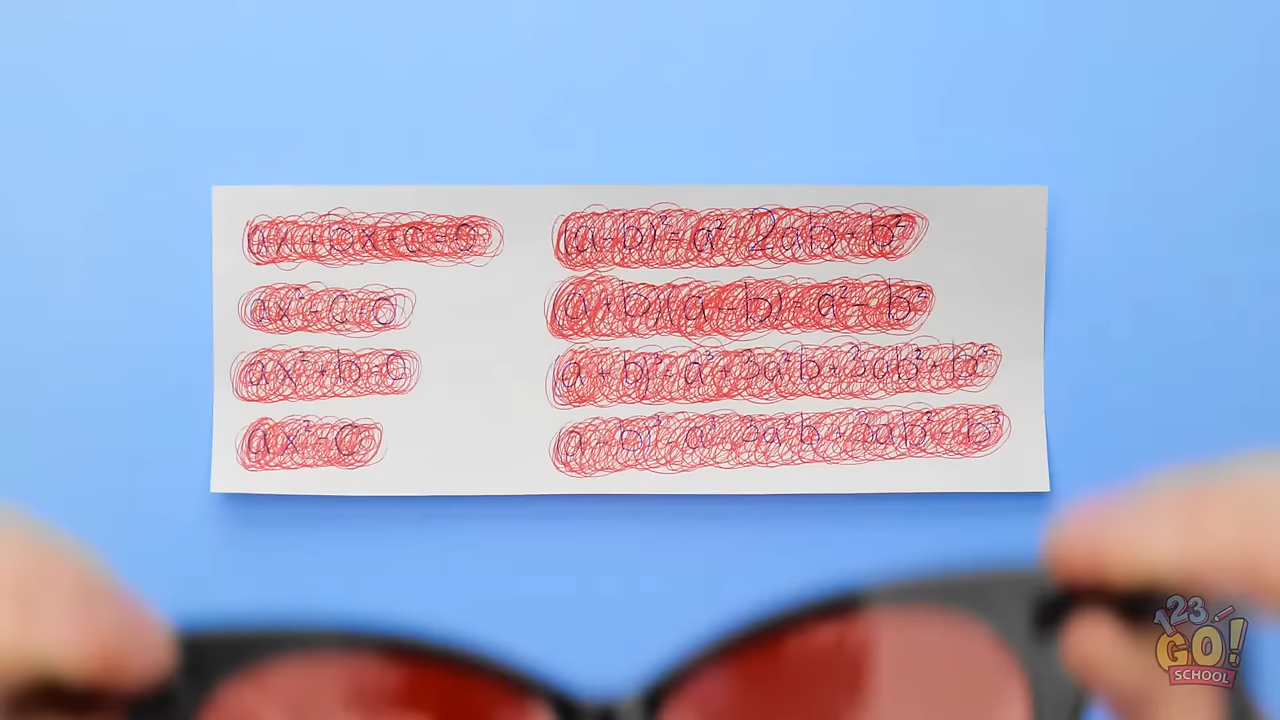 ax²+bx+c=0
ax²-c=0
ax²+b=0
ax²=0
(a-b)²=a²-2ab+b²
(a+b)(a-b)=a²-b²
(a+b)³=a³+3a²b+3ab²+b³
(a-b)³=a³-3a²b+3ab²-b³
123
GO!
SCHOOL